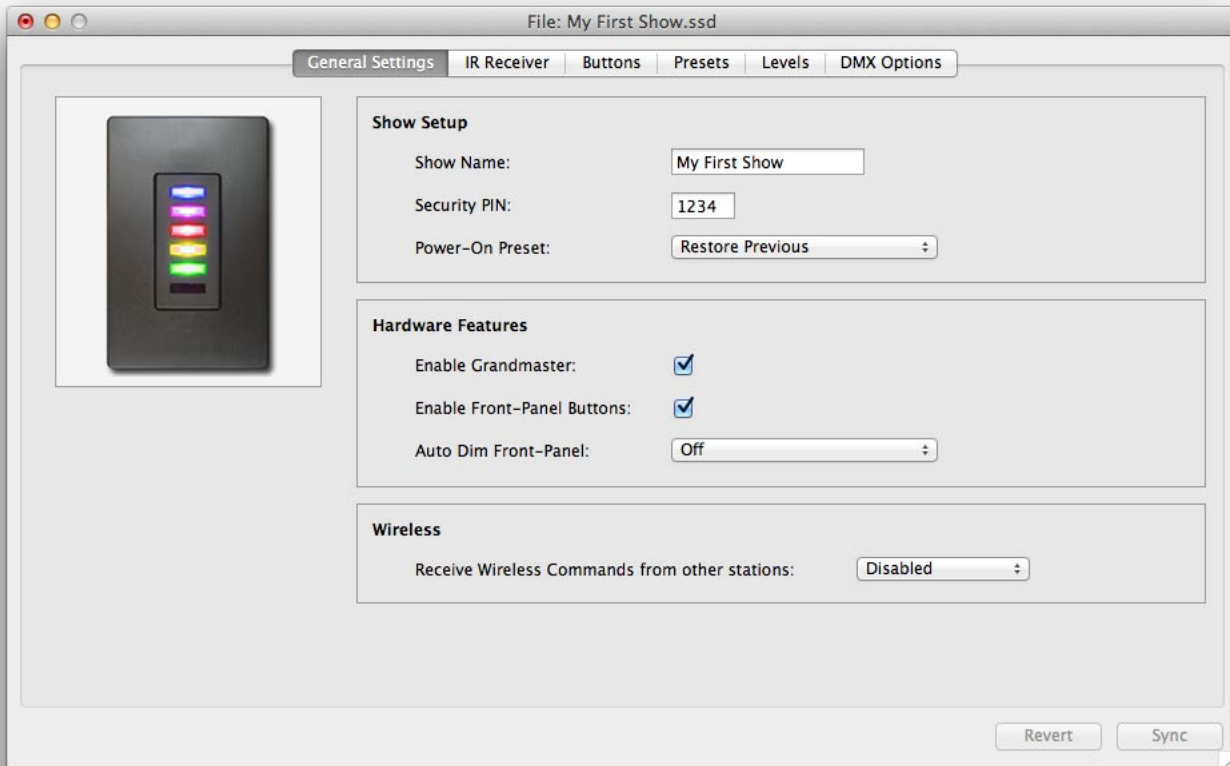 File: My First Show.ssd
General Settings IR Receiver Buttons Presets Levels DMX Options
Show Setup
Show Name: My First Show
Security PIN: 1234
Power-On Preset: Restore Previous
Hardware Features
Enable Grandmaster:
Enable Front-Panel Buttons:
Auto Dim Front-Panel: Off
Wireless
Receive Wireless Commands from other stations: Disabled
Revert Sync